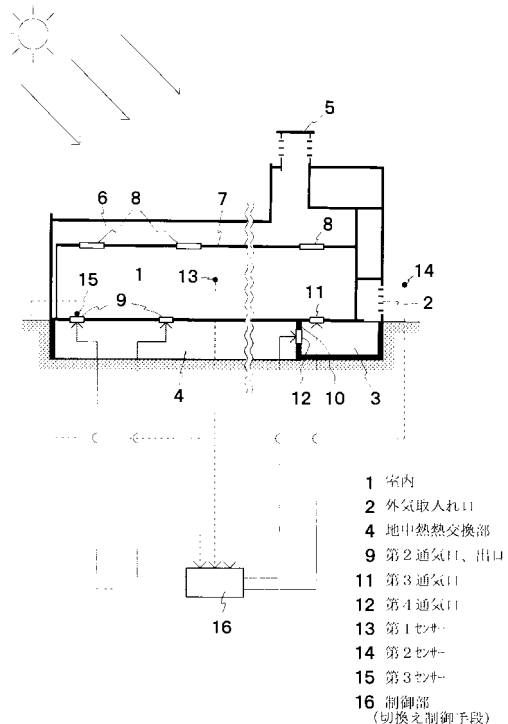 5
6
8
7
8
1
13
14
15
9
11
2
4
12
10
3
16
1 室内
2 外気取入れ口
4 地中熱熱交換部
9 第2通気口、出口
11 第3通気口
12 第4通気口
13 第1センサー
14 第2センサー
15 第3センサー
16 制御部
(切換え制御手段)